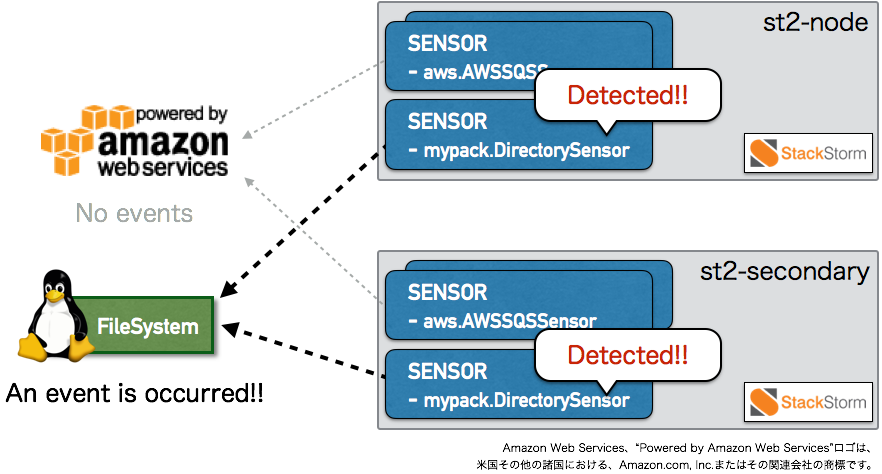 st2-node
SENSOR
- aws.AWSSQSS
Detected!!
SENSOR
- mypack.DirectorySensor
StackStorm
powered by
amazon
web services
No events
st2-secondary
SENSOR
- aws.AWSSQSSensor
Detected!!
SENSOR
- mypack.DirectorySensor
StackStorm
FileSystem
An event is occurred!!
Amazon Web Services、“Powered by Amazon Web Services”ロゴは、
米国その他の諸国における、Amazon.com, Inc.またはその関連会社の商標です。